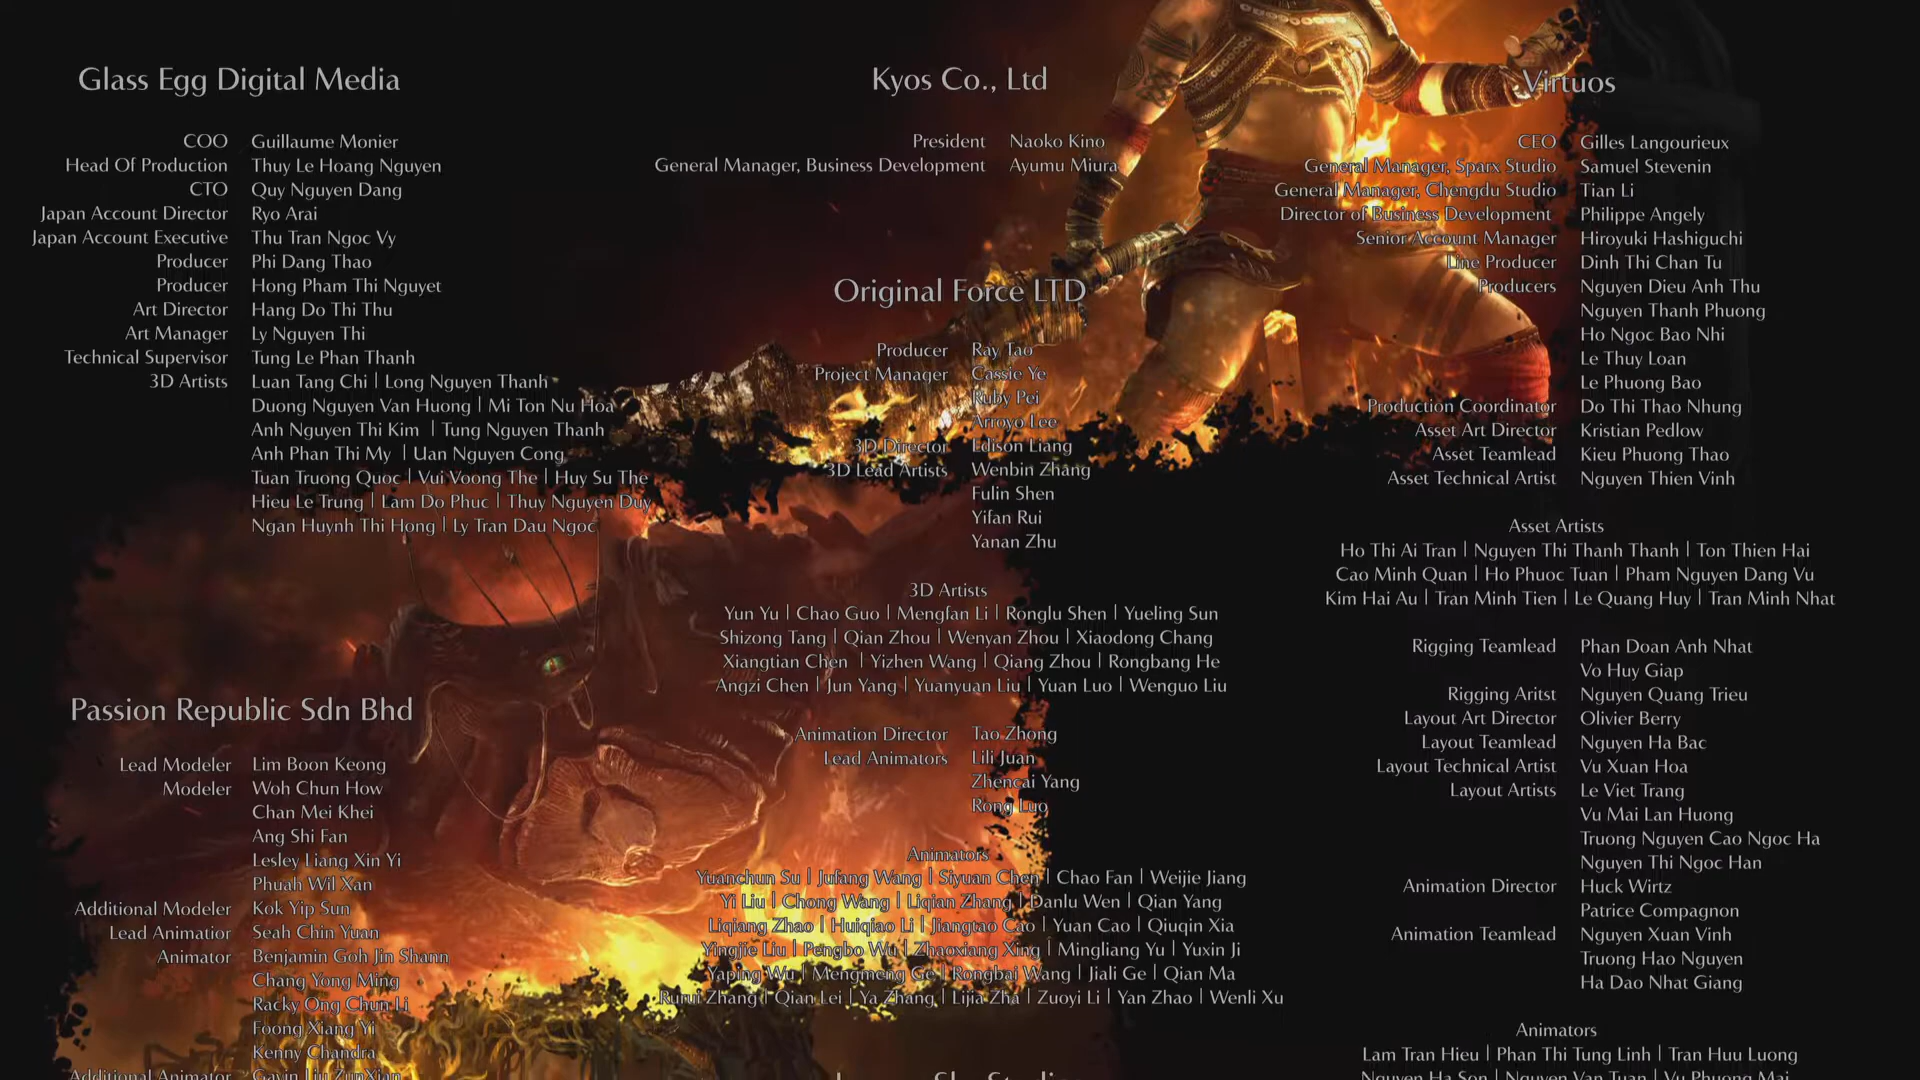 Glass Egg Digital Media
COO Guillaume Monier
Head Of Production Thuy Le Hoang Nguyen
CTO Quy Nguyen Dang
Japan Account Director Ryo Arai
Japan Account Executive Thu Tran Ngoc Vy
Producer Phi Dang Thao
Producer Hong Pham Thi Nguyet
Art Director Hang Do Thi Thu
Art Manager Ly Nguyen Thi
Technical Supervisor Tung Le Phan Thanh
3D Artists Luan Tang Chi | Long Nguyen Thanh
Duong Nguyen Van Huong | Mi Ton Nu Hoa
Anh Nguyen Thi Kim | Tung Nguyen Thanh
Anh Phan Thi My | Uan Nguyen Cong
Tuan Truong Quoc | Vui Voong The | Huy Su The
Hieu Le Trung | Lam Do Phuc | Thuy Nguyen Duy
Ngan Huynh Thi Hong | Ly Tran Dau Ngoc
Passion Republic Sdn Bhd
Lead Modeler Lim Boon Keong
Modeler Woh Chun How
Chan Mei Khei
Ang Shi Fan
Lesley Liang Xin Yi
Phuah Wil Xan
Additional Modeler Kok Yip Sun
Lead Animatior Seah Chin Yuan
Animator Benjamin Goh Jin Shann
Chang Yong Ming
Racky Ong Chun Li
Foong Xiang Yi
Kenny Chandra
Additional Animator Gavin Liu ZunXian
Kyos Co., Ltd
President Naoko Kino
General Manager, Business Development Ayumu Miura
Original Force LTD
Producer Ray Tao
Project Manager Cassie Ye
Ruby Pei
Arroyo Lee
3D Director Edison Liang
3D Lead Artists Wenbin Zhang
Fulin Shen
Yifan Rui
Yanan Zhu
3D Artists
Yun Yu | Chao Guo | Mengfan Li | Ronglu Shen | Yueling Sun
Shizong Tang | Qian Zhou | Wenyan Zhou | Xiaodong Chang
Xiangtian Chen | Yizhen Wang | Qiang Zhou | Rongbang He
Angzi Chen | Jun Yang | Yuanyuan Liu | Yuan Luo | Wenguo Liu
Animation Director Tao Zhong
Lead Animators Lili Juan
Zhencai Yang
Rong Luo
Animators
Yuanchun Su | Jufang Wang | Siyuan Chen | Chao Fan | Weijie Jiang
Yi Liu | Chong Wang | Liqian Zhang | Danlu Wen | Qian Yang
Liqiang Zhao | Huiqiao Li | Jiangtao Cao | Yuan Cao | Qiuqin Xia
Yingjie Liu | Pengbo Wu | Zhaoxiang Xing | Mingliang Yu | Yuxin Ji
Yaping Wu | Mengmeng Ge | Rongbai Wang | Jiali Ge | Qian Ma
Rurui Zhang | Qian Lei | Ya Zhang | Lijia Zha | Zuoyi Li | Yan Zhao | Wenli Xu
Virtuos
CEO Gilles Langourieux
General Manager, Sparx Studio Samuel Stevenin
General Manager, Chengdu Studio Tian Li
Director of Business Development Philippe Angely
Senior Account Manager Hiroyuki Hashiguchi
Line Producer Dinh Thi Chan Tu
Producers Nguyen Dieu Anh Thu
Nguyen Thanh Phuong
Ho Ngoc Bao Nhi
Le Thuy Loan
Le Phuong Bao
Production Coordinator Do Thi Thao Nhung
Asset Art Director Kristian Pedlow
Asset Teamlead Kieu Phuong Thao
Asset Technical Artist Nguyen Thien Vinh
Asset Artists
Ho Thi Ai Tran | Nguyen Thi Thanh Thanh | Ton Thien Hai
Cao Minh Quan | Ho Phuoc Tuan | Pham Nguyen Dang Vu
Kim Hai Au | Tran Minh Tien | Le Quang Huy | Tran Minh Nhat
Rigging Teamlead Phan Doan Anh Nhat
Vo Huy Giap
Rigging Aritst Nguyen Quang Trieu
Layout Art Director Olivier Berry
Layout Teamlead Nguyen Ha Bac
Layout Technical Artist Vu Xuan Hoa
Layout Artists Le Viet Trang
Vu Mai Lan Huong
Truong Nguyen Cao Ngoc Ha
Nguyen Thi Ngoc Han
Animation Director Huck Wirtz
Patrice Compagnon
Animation Teamlead Nguyen Xuan Vinh
Truong Hao Nguyen
Ha Dao Nhat Giang
Animators
Lam Tran Hieu | Phan Thi Tung Linh | Tran Huu Luong
Nguyen Ha Son | Nguyen Van Tuan | Vu Phuong Mai